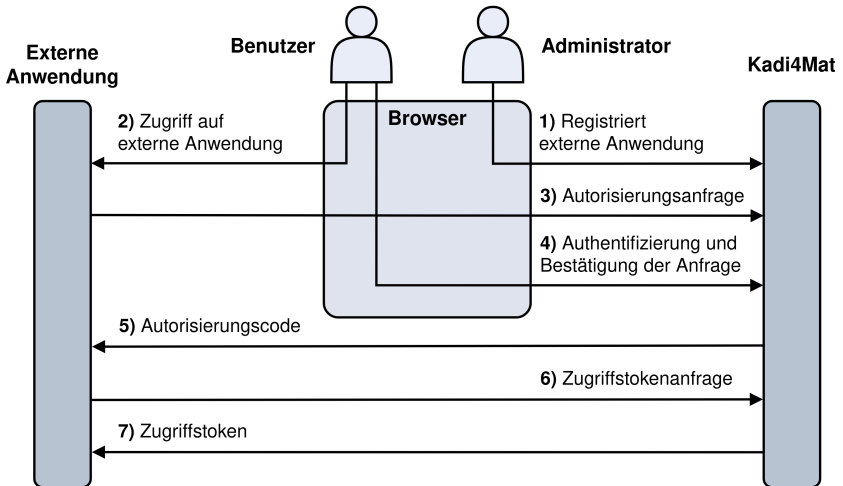 Benutzer
Administrator
Externe
Anwendung
Kadi4Mat
Browser
2) Zugriff auf
externe Anwendung
1) Registriert
externe Anwendung
3) Autorisierungsanfrage
4) Authentifizierung und
Bestätigung der Anfrage
5) Autorisierungscode
6) Zugriffstokenanfrage
7) Zugriffstoken